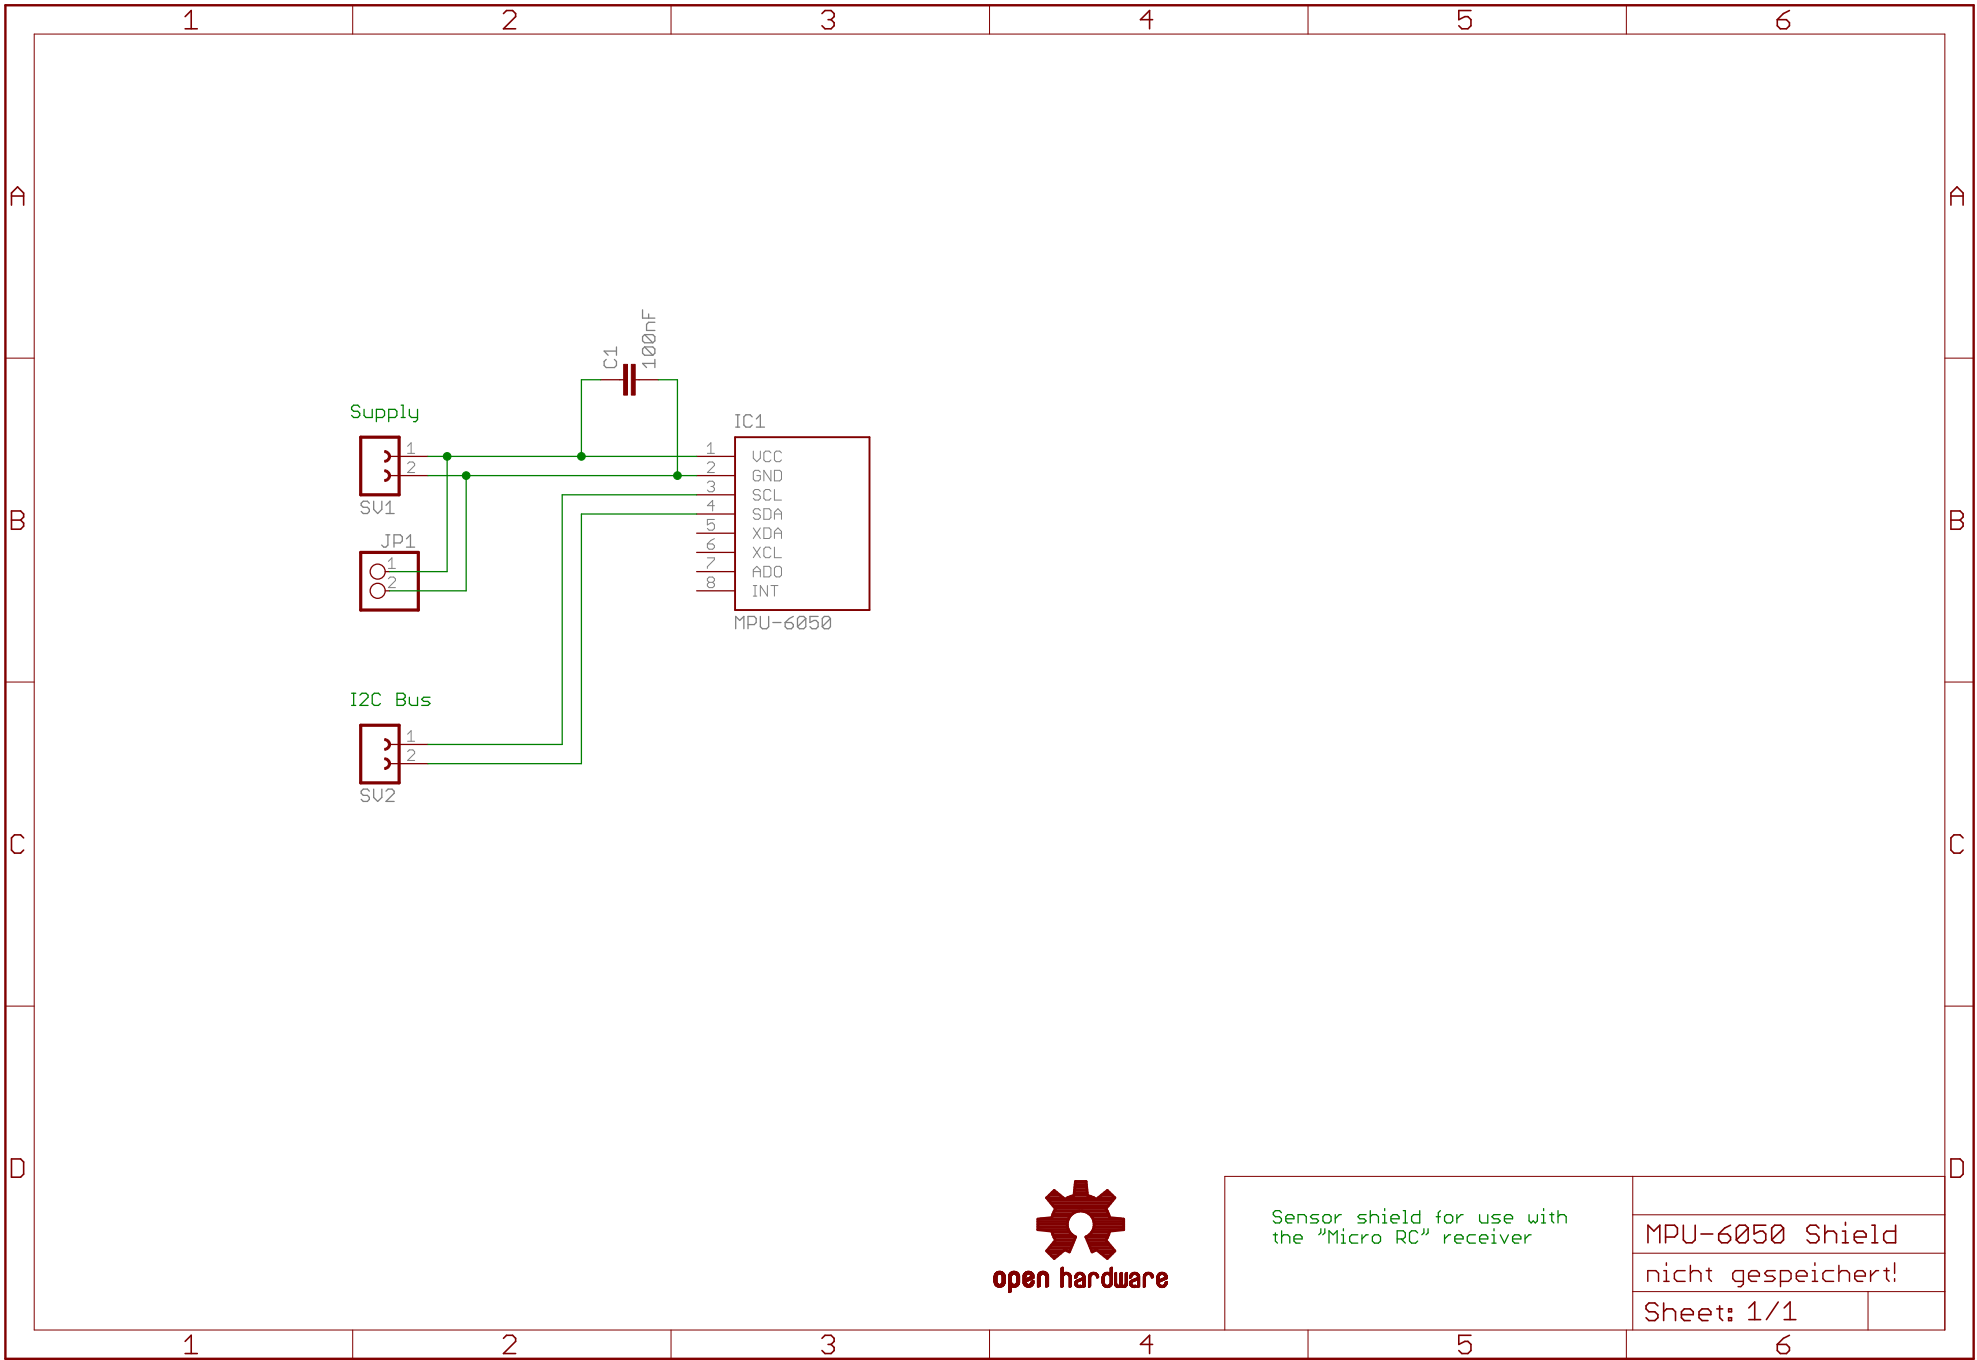 1 2 3 4 5 6
A A
100nF
C1
Supply
IC1
1 1 VCC
2 2 GND
3 SCL
SV1 4 SDA
B 5 XDA B
JP1 6 XCL
1 7 ADO
2 8 INT
MPU-6050
I2C Bus
1
2
SV2
C C
D D
Sensor shield for use with
the "Micro RC" receiver
MPU-6050 Shield
nicht gespeichert!
Sheet: 1/1
open hardware
1 2 3 4 5 6